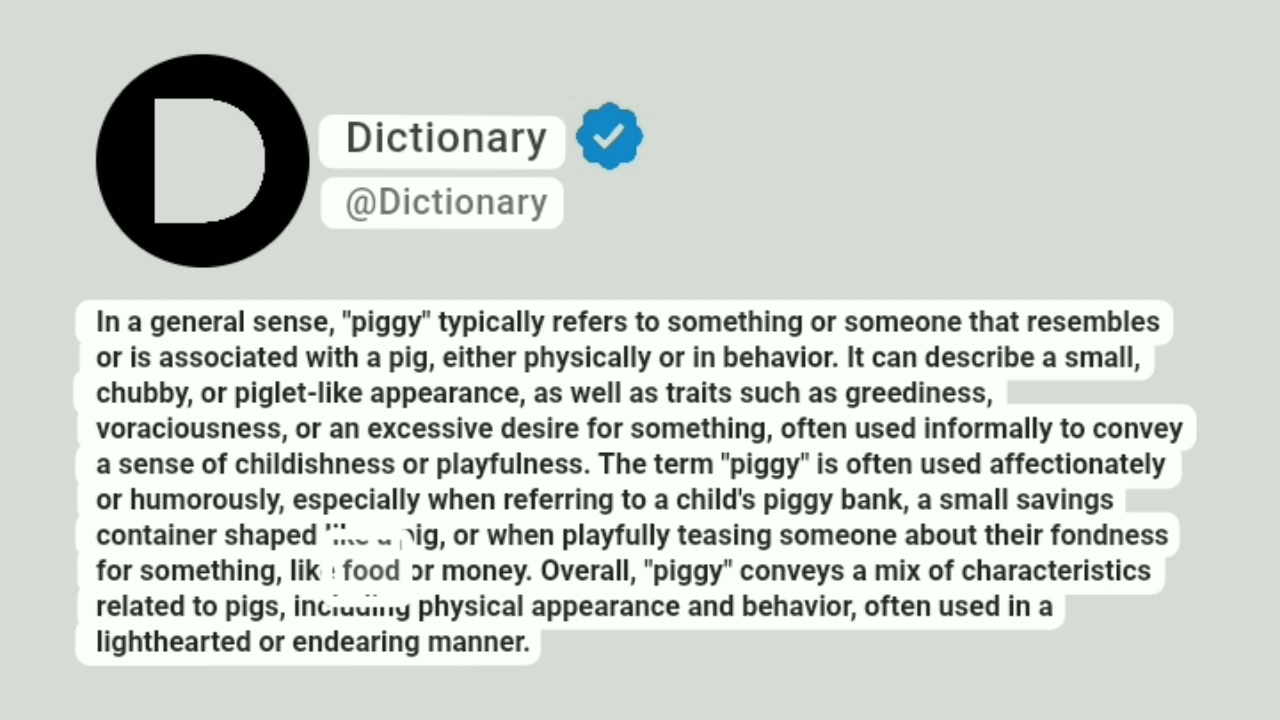 D
Dictionary
@Dictionary
In a general sense, "piggy" typically refers to something or someone that resembles
or is associated with a pig, either physically or in behavior. It can describe a small,
chubby, or piglet-like appearance, as well as traits such as greediness,
voraciousness, or an excessive desire for something, often used informally to convey
a sense of childishness or playfulness. The term "piggy" is often used affectionately
or humorously, especially when referring to a child's piggy bank, a small savings
container shaped like a pig, or when playfully teasing someone about their fondness
for something, like food or money. Overall, "piggy" conveys a mix of characteristics
related to pigs, including physical appearance and behavior, often used in a
lighthearted or endearing manner.